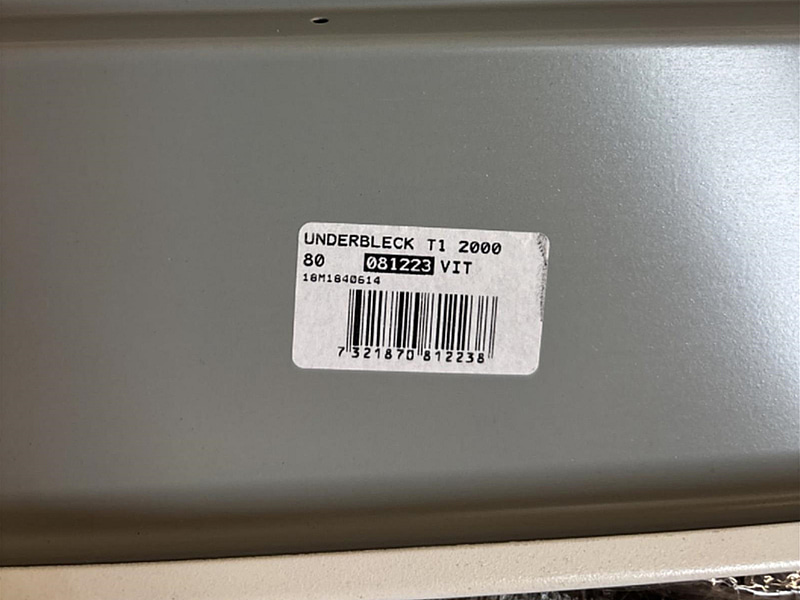 UNDERBLECK T1 2000
80 081223 VIT
18M1840614
7 321870 812238